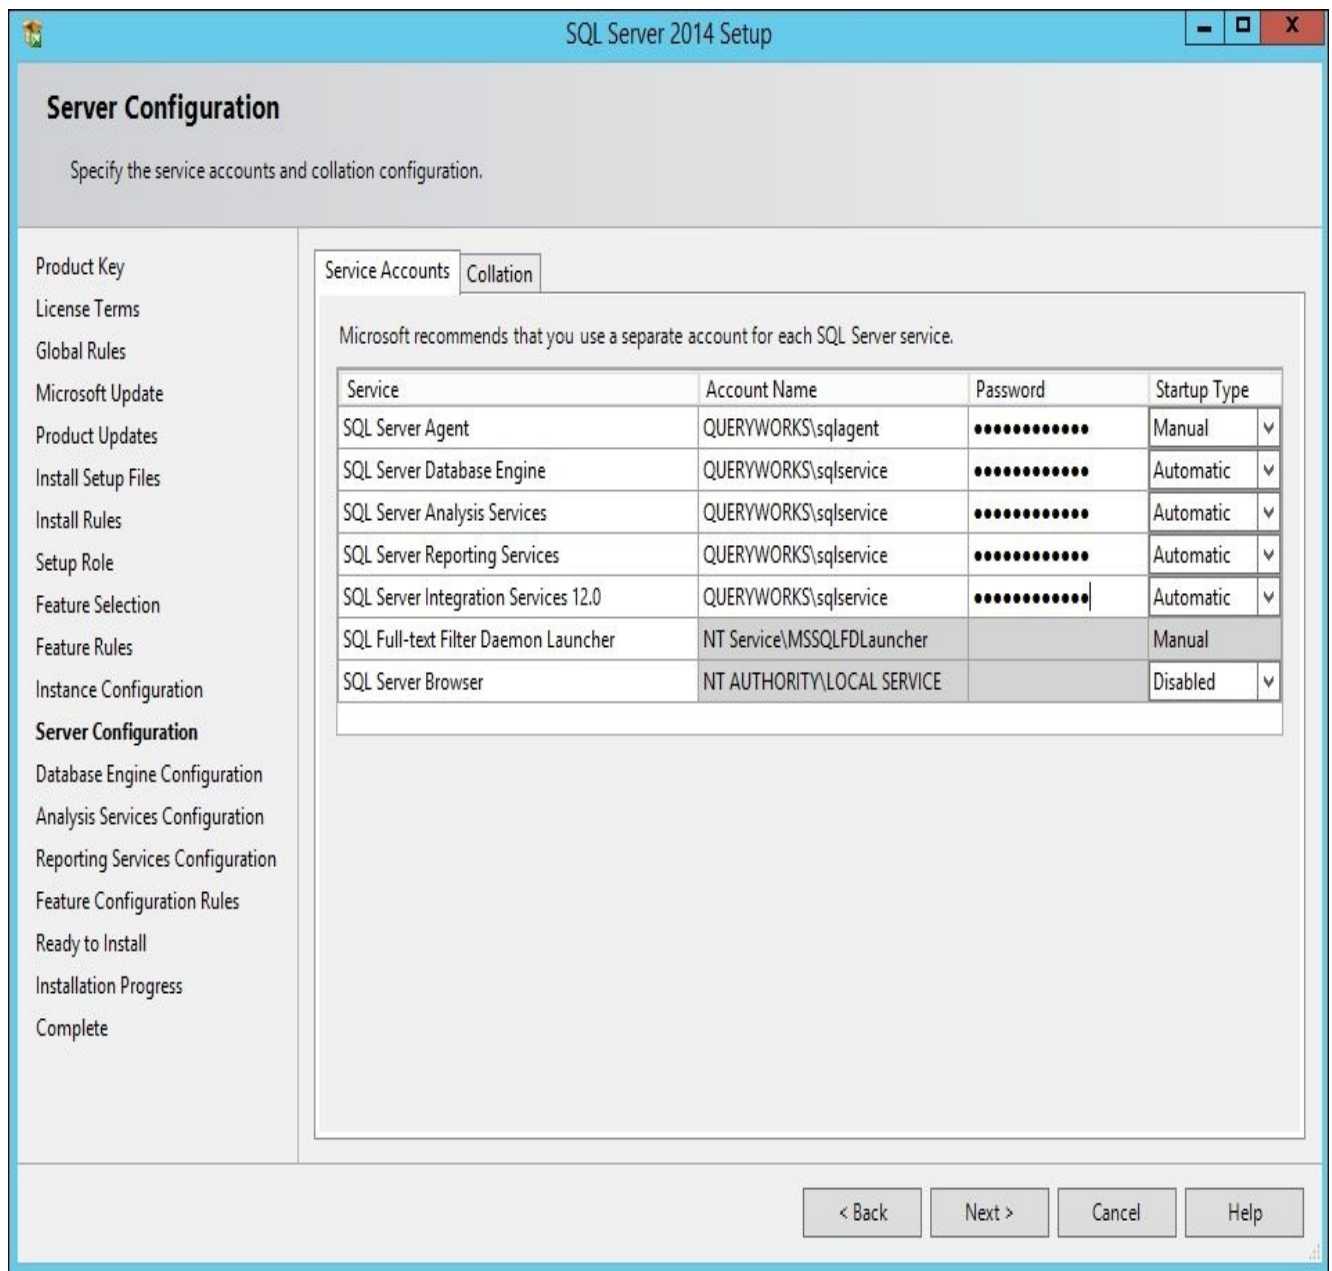 SQL Server 2014 Setup
Server Configuration
Specify the service accounts and collation configuration.
Product Key
License Terms
Global Rules
Microsoft Update
Product Updates
Install Setup Files
Install Rules
Setup Role
Feature Selection
Feature Rules
Instance Configuration
Server Configuration
Database Engine Configuration
Analysis Services Configuration
Reporting Services Configuration
Feature Configuration Rules
Ready to Install
Installation Progress
Complete
Service Accounts Collation
Microsoft recommends that you use a separate account for each SQL Server service.
Service Account Name Password Startup Type
SQL Server Agent QUERYWORKS\sqlagent ●●●●●●●●●●●● Manual
SQL Server Database Engine QUERYWORKS\sqlservice ●●●●●●●●●●●● Automatic
SQL Server Analysis Services QUERYWORKS\sqlservice ●●●●●●●●●●●● Automatic
SQL Server Reporting Services QUERYWORKS\sqlservice ●●●●●●●●●●●● Automatic
SQL Server Integration Services 12.0 QUERYWORKS\sqlservice ●●●●●●●●●●●● Automatic
SQL Full-text Filter Daemon Launcher NT Service\MSSQLFDLauncher Manual
SQL Server Browser NT AUTHORITY\LOCAL SERVICE Disabled
< Back Next > Cancel Help